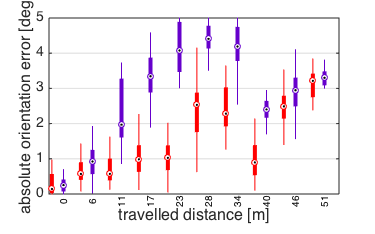 absolute orientation error [deg
5
4
3
2
1
0
0 6 11 17 23 28 34 40 46 51
travelled distance [m]